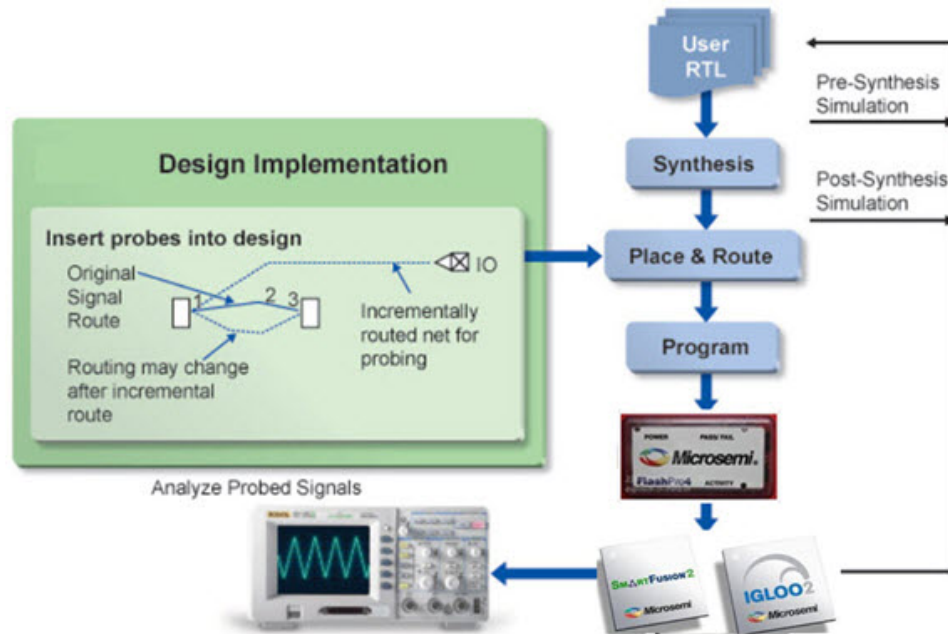 User
RTL
Pre-Synthesis
Simulation
Synthesis
Post-Synthesis
Simulation
Design Implementation
Insert probes into design
Original
Signal
Route
1
2
3
IO
Incrementally
routed net for
probing
Routing may change
after incremental
route
Place & Route
Program
POWER
PASS/ FAIL
Microsemi.
FlashPro4
ACTIVITY
Analyze Probed Signals
SMARTFUSION2
Microsemi
IGLOO2
Microsemi